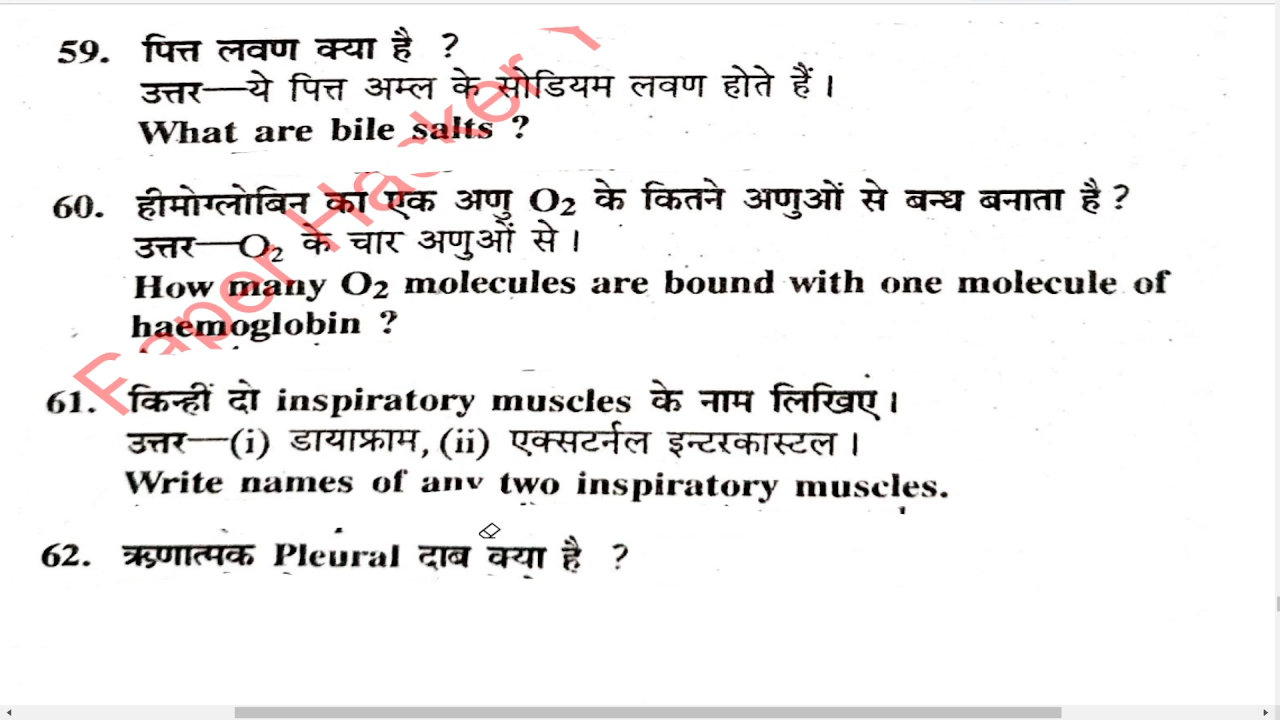 59. पित्त लवण क्या है ?
उत्तर—ये पित्त अम्ल के सोडियम लवण होते हैं।
What are bile salts ?
60. हीमोग्लोबिन का एक अणु O₂ के कितने अणुओं से बन्ध बनाता है ?
उत्तर—O₂ के चार अणुओं से।
How many O₂ molecules are bound with one molecule of
haemoglobin ?
61. किन्हीं दो inspiratory muscles के नाम लिखिए।
उत्तर—(i) डायाफ्राम, (ii) एक्सटर्नल इन्टरकास्टल।
Write names of any two inspiratory muscles.
62. ऋणात्मक Pleural दाब क्या है ?
Paper Hacker Y